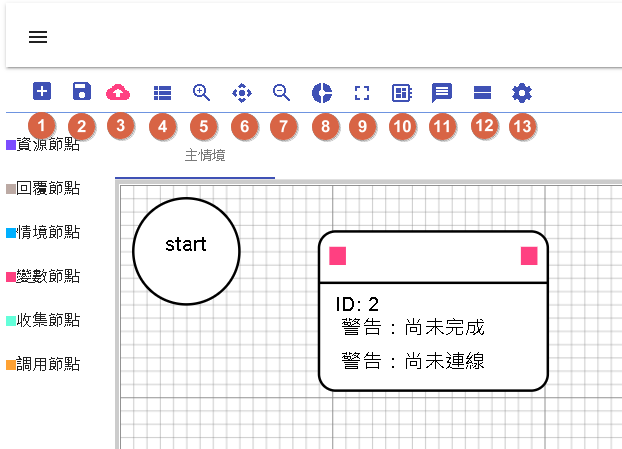 1 2 3 4 5 6 7 8 9 10 11 12 13
資源節點
主情境
回覆節點
start
情境節點
變數節點
ID: 2
收集節點
警告：尚未完成
調用節點
警告：尚未連線